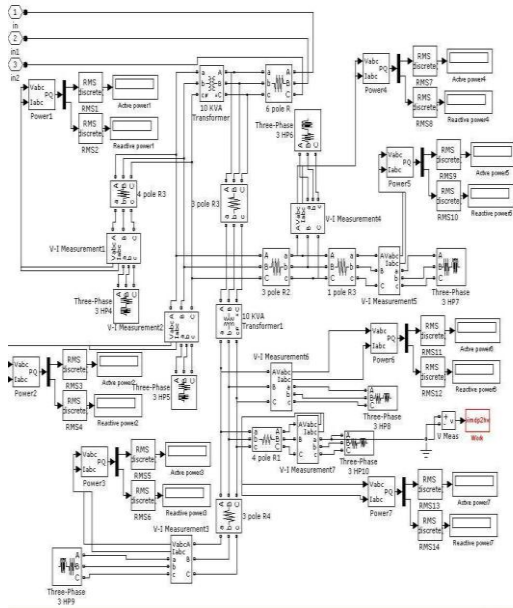 1
in
2
in1
3
in2
Vabc
Iabc
PQ
Power1
RMS
discrete
RMS1
Active power1
RMS
discrete
RMS2
Reactive power1
10 KVA
Transformer
6 pole R
Three-Phase
3 HP6
Vabc
Iabc
PQ
Power4
RMS
discrete
RMS7
Active power4
RMS
discrete
RMS8
Reactive power4
4 pole R3
3 pole R3
V-I Measurement4
Vabc
Iabc
PQ
Power5
RMS
discrete
RMS9
Active power5
RMS
discrete
RMS10
Reactive power5
V-I Measurement1
Three-Phase
3 HP4
3 pole R2
1 pole R3
V-I Measurement5
Three-Phase
3 HP7
V-I Measurement2
10 KVA
Transformer1
Vabc
Iabc
PQ
Power2
RMS
discrete
RMS3
Active power2
RMS
discrete
RMS4
Reactive power2
Three-Phase
3 HP5
V-I Measurement6
Vabc
Iabc
PQ
Power6
RMS
discrete
RMS11
RMS
discrete
RMS12
Three-Phase
3 HP8
4 pole R1
V-I Measurement7
Three-Phase
3 HP10
V Meas
Vabc
Iabc
PQ
Power3
RMS
discrete
RMS5
Active power3
RMS
discrete
RMS6
Reactive power3
V-I Measurement3
3 pole R4
Vabc
Iabc
PQ
Power7
RMS
discrete
RMS13
Active power7
RMS
discrete
RMS14
Reactive power7
Three-Phase
3 HP9